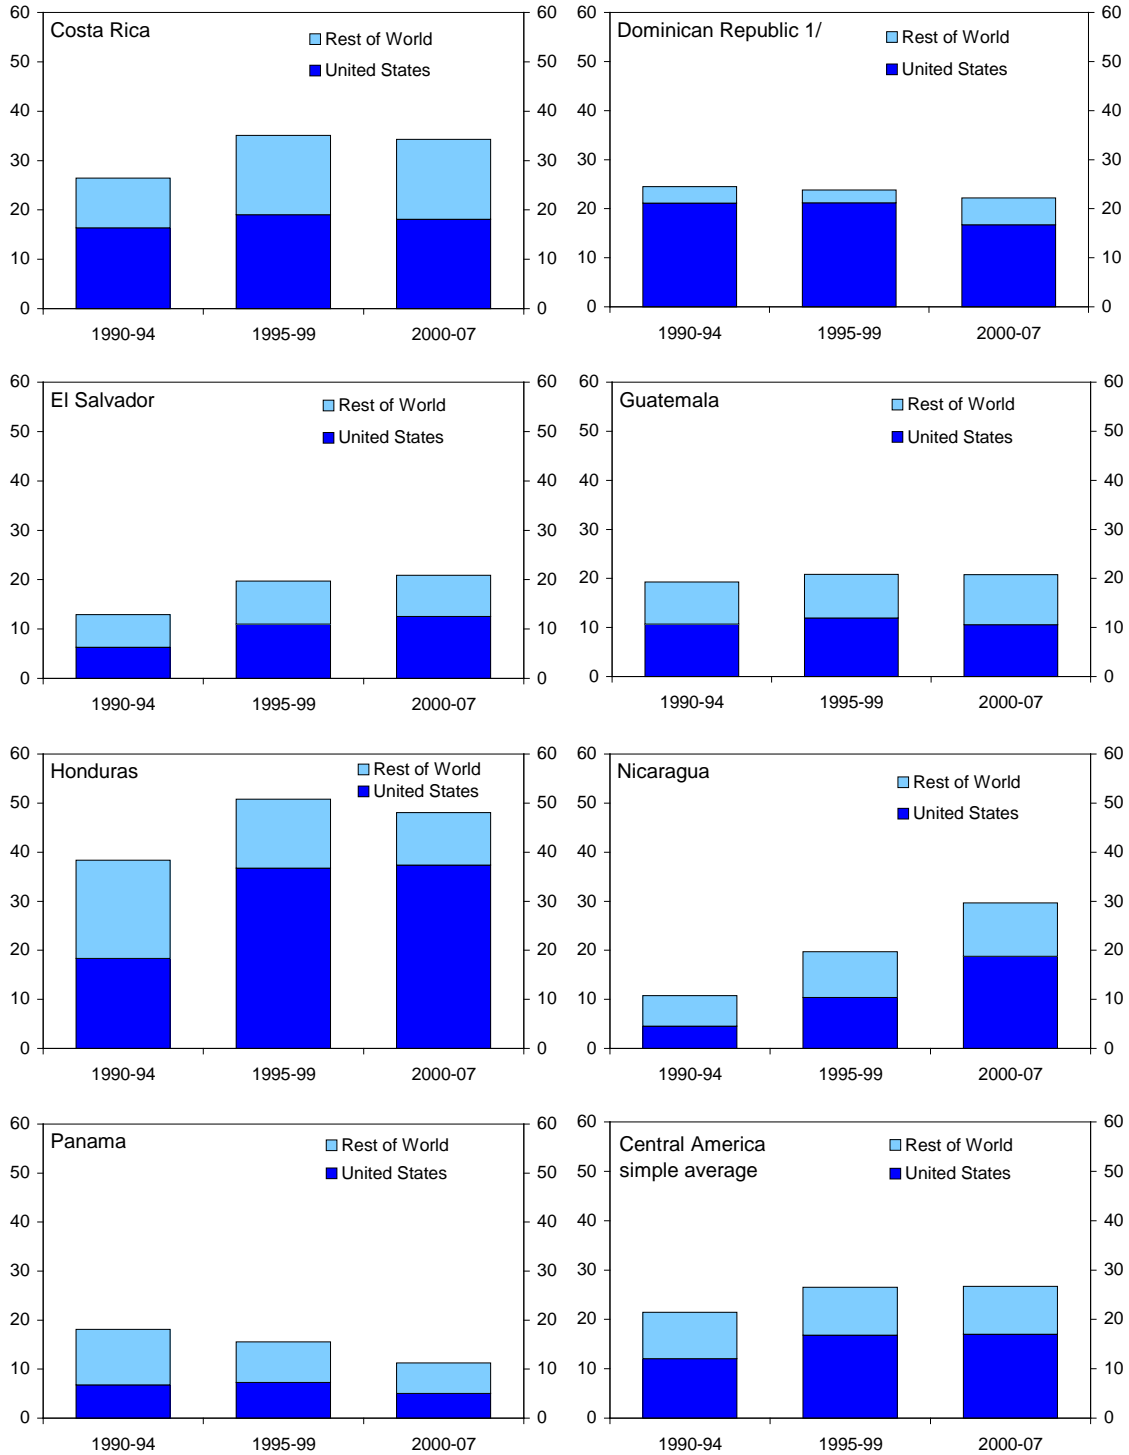 Costa Rica
Rest of World
United States
60 50 40 30 20 10 0
60 50 40 30 20 10 0
1990-94 1995-99 2000-07
Dominican Republic 1/
Rest of World
United States
60 50 40 30 20 10 0
60 50 40 30 20 10 0
1990-94 1995-99 2000-07
El Salvador
Rest of World
United States
60 50 40 30 20 10 0
60 50 40 30 20 10 0
1990-94 1995-99 2000-07
Guatemala
Rest of World
United States
60 50 40 30 20 10 0
60 50 40 30 20 10 0
1990-94 1995-99 2000-07
Honduras
Rest of World
United States
60 50 40 30 20 10 0
60 50 40 30 20 10 0
1990-94 1995-99 2000-07
Nicaragua
Rest of World
United States
60 50 40 30 20 10 0
60 50 40 30 20 10 0
1990-94 1995-99 2000-07
Panama
Rest of World
United States
60 50 40 30 20 10 0
60 50 40 30 20 10 0
1990-94 1995-99 2000-07
Central America
simple average
Rest of World
United States
60 50 40 30 20 10 0
60 50 40 30 20 10 0
1990-94 1995-99 2000-07